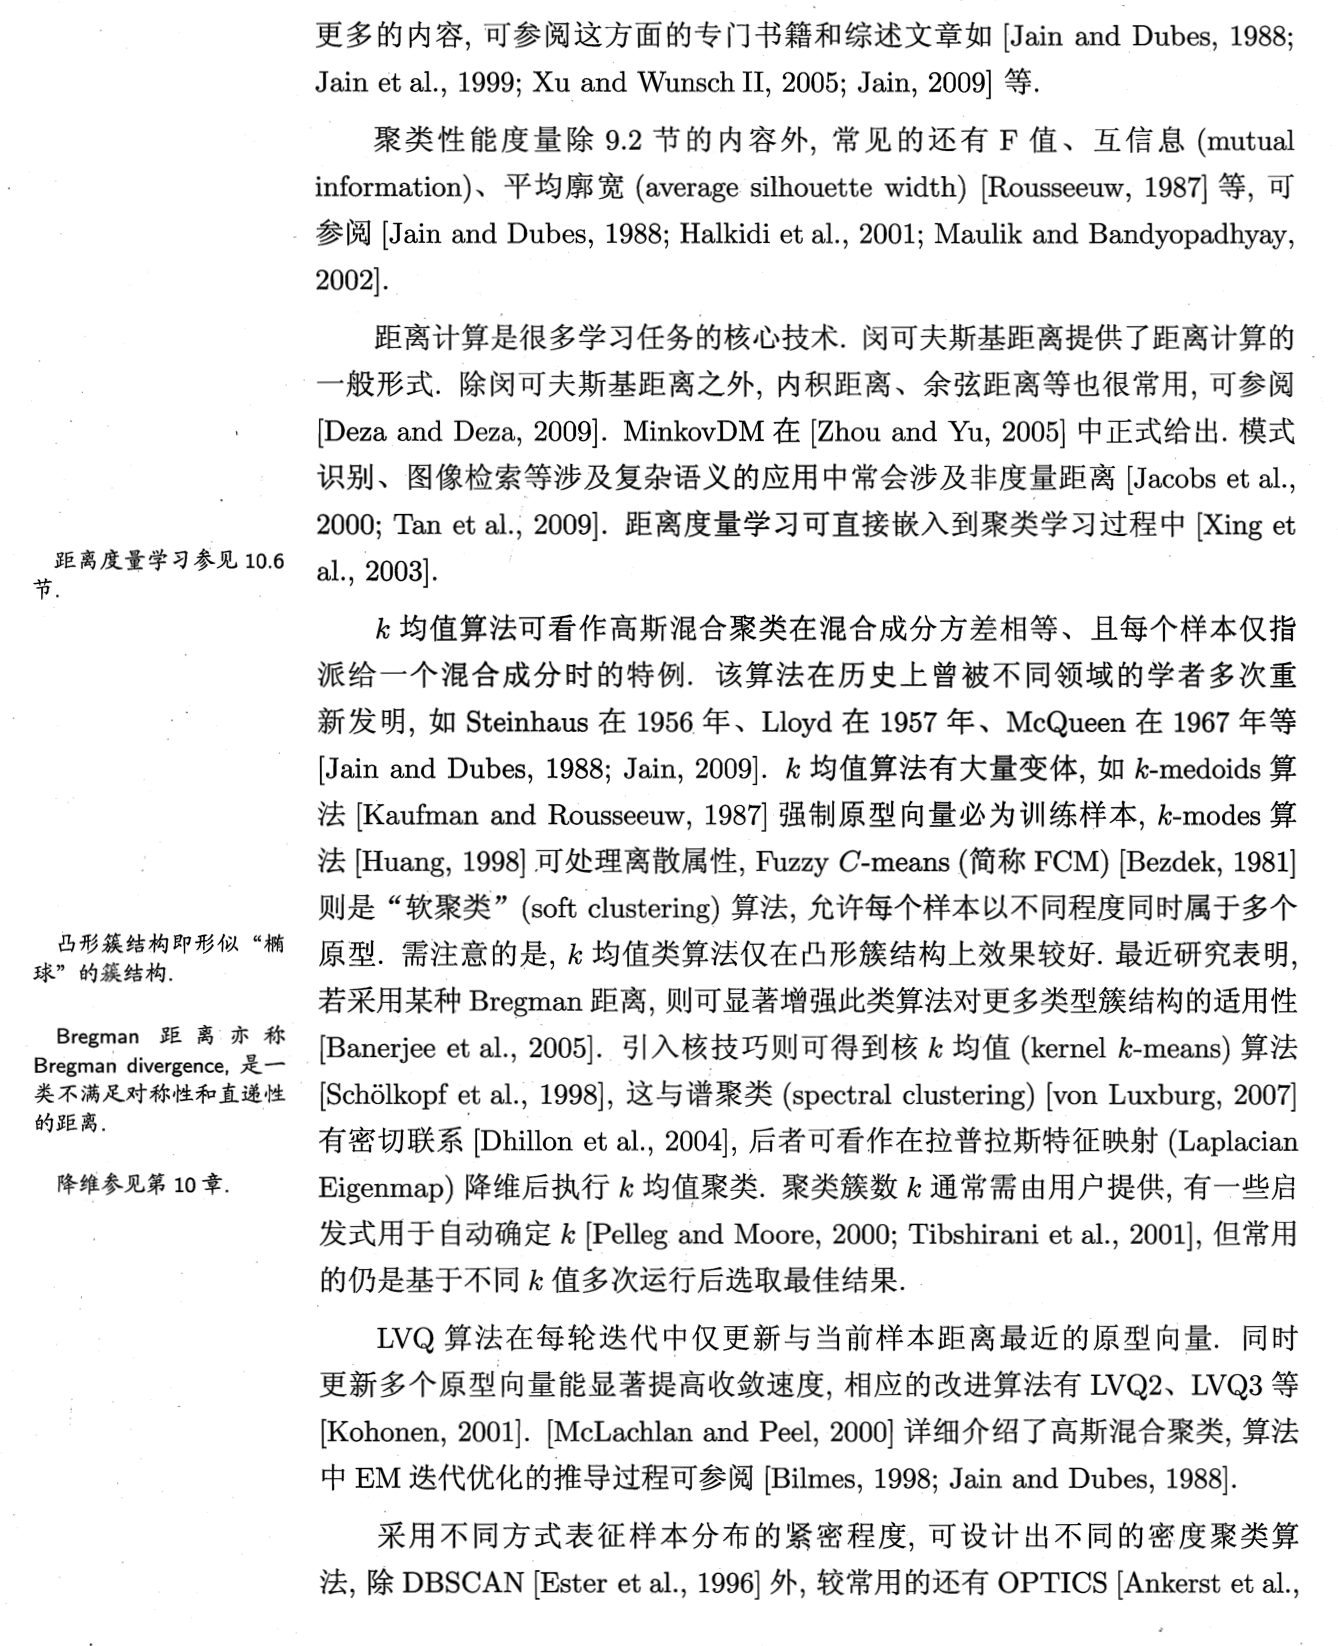 更多的内容, 可参阅这方面的专门书籍和综述文章如 [Jain and Dubes, 1988;
Jain et al., 1999; Xu and Wunsch II, 2005; Jain, 2009] 等.
聚类性能度量除 9.2 节的内容外, 常见的还有 F 值、互信息 (mutual
information)、平均廓宽 (average silhouette width) [Rousseeuw, 1987] 等, 可
参阅 [Jain and Dubes, 1988; Halkidi et al., 2001; Maulik and Bandyopadhyay,
2002].
距离计算是很多学习任务的核心技术. 闵可夫斯基距离提供了距离计算的
一般形式. 除闵可夫斯基距离之外, 内积距离、余弦距离等也很常用, 可参阅
[Deza and Deza, 2009]. MinkovDM 在 [Zhou and Yu, 2005] 中正式给出. 模式
识别、图像检索等涉及复杂语义的应用中常会涉及非度量距离 [Jacobs et al.,
2000; Tan et al., 2009]. 距离度量学习可直接嵌入到聚类学习过程中 [Xing et
al., 2003].
距离度量学习参见 10.6
节.
k 均值算法可看作高斯混合聚类在混合成分方差相等、且每个样本仅指
派给一个混合成分时的特例. 该算法在历史上曾被不同领域的学者多次重
新发明, 如 Steinhaus 在 1956 年、Lloyd 在 1957 年、McQueen 在 1967 年等
[Jain and Dubes, 1988; Jain, 2009]. k 均值算法有大量变体, 如 k-medoids 算
法 [Kaufman and Rousseeuw, 1987] 强制原型向量必为训练样本, k-modes 算
法 [Huang, 1998] 可处理离散属性, Fuzzy C-means (简称 FCM) [Bezdek, 1981]
则是“软聚类”(soft clustering) 算法, 允许每个样本以不同程度同时属于多个
原型. 需注意的是, k 均值类算法仅在凸形簇结构上效果较好. 最近研究表明,
若采用某种 Bregman 距离, 则可显著增强此类算法对更多类型簇结构的适用性
[Banerjee et al., 2005]. 引入核技巧则可得到核 k 均值 (kernel k-means) 算法
[Schölkopf et al., 1998], 这与谱聚类 (spectral clustering) [von Luxburg, 2007]
有密切联系 [Dhillon et al., 2004], 后者可看作在拉普拉斯特征映射 (Laplacian
Eigenmap) 降维后执行 k 均值聚类. 聚类簇数 k 通常需由用户提供, 有一些启
发式用于自动确定 k [Pelleg and Moore, 2000; Tibshirani et al., 2001], 但常用
的仍是基于不同 k 值多次运行后选取最佳结果.
凸形簇结构即形似“椭
球”的簇结构.
Bregman 距离亦称
Bregman divergence, 是一
类不满足对称性和直递性
的距离.
降维参见第 10 章.
LVQ 算法在每轮迭代中仅更新与当前样本距离最近的原型向量. 同时
更新多个原型向量能显著提高收敛速度, 相应的改进算法有 LVQ2、LVQ3 等
[Kohonen, 2001]. [McLachlan and Peel, 2000] 详细介绍了高斯混合聚类, 算法
中 EM 迭代优化的推导过程可参阅 [Bilmes, 1998; Jain and Dubes, 1988].
采用不同方式表征样本分布的紧密程度, 可设计出不同的密度聚类算
法, 除 DBSCAN [Ester et al., 1996] 外, 较常用的还有 OPTICS [Ankerst et al.,